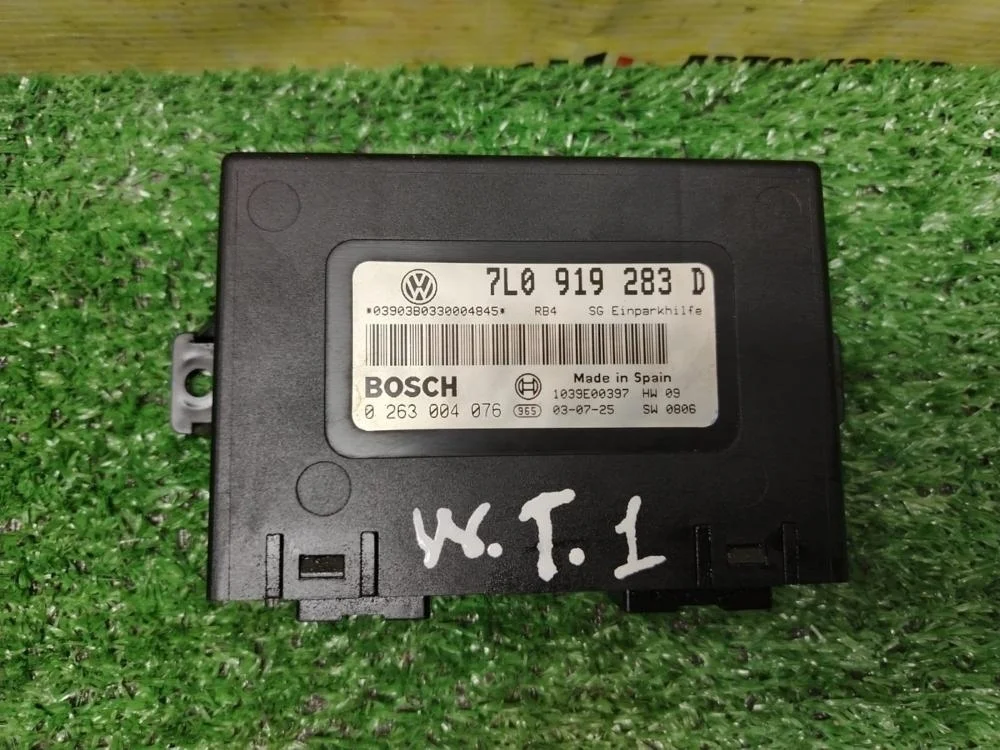 7L0 919 283 D
*03903B0330004845* RB4 SG Einparkhilfe
BOSCH
Made in Spain
1039E00397 HW 09
0 263 004 076 965 03-07-25 SW 0806
W.T.1